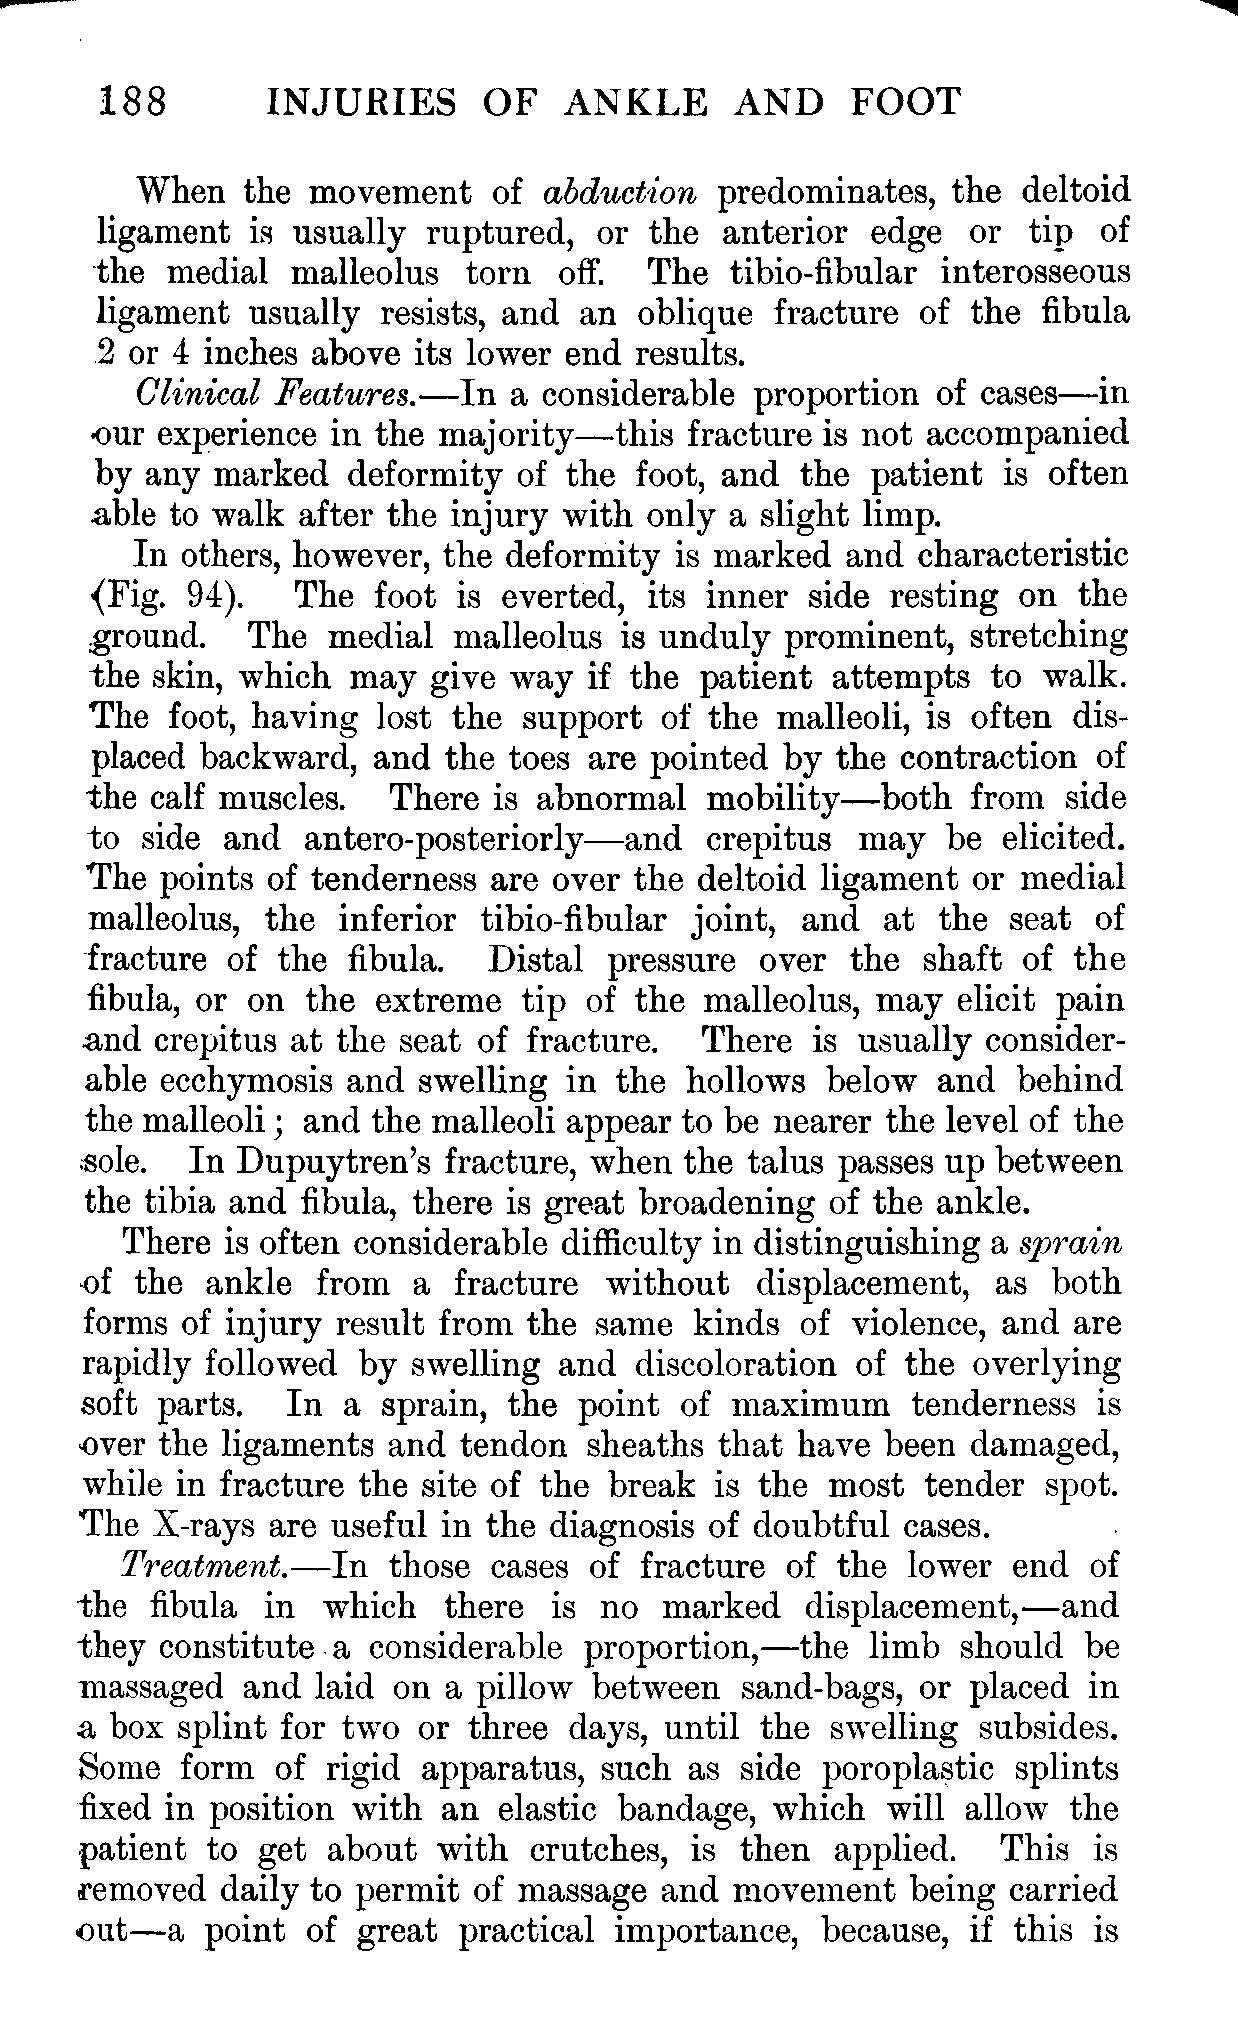 188 INJURIES OF ANKLE AND FOOT
When the movement of abduction predominates, the deltoid
ligament is usually ruptured, or the anterior edge or tip of
the medial malleolus torn off. The tibio-fibular interosseous
ligament usually resists, and an oblique fracture of the fibula
2 or 4 inches above its lower end results.
Clinical Features.—In a considerable proportion of cases—in
our experience in the majority—this fracture is not accompanied
by any marked deformity of the foot, and the patient is often
able to walk after the injury with only a slight limp.
In others, however, the deformity is marked and characteristic
(Fig. 94). The foot is everted, its inner side resting on the
ground. The medial malleolus is unduly prominent, stretching
the skin, which may give way if the patient attempts to walk.
The foot, having lost the support of the malleoli, is often dis-
placed backward, and the toes are pointed by the contraction of
the calf muscles. There is abnormal mobility—both from side
to side and antero-posteriorly—and crepitus may be elicited.
The points of tenderness are over the deltoid ligament or medial
malleolus, the inferior tibio-fibular joint, and at the seat of
fracture of the fibula. Distal pressure over the shaft of the
fibula, or on the extreme tip of the malleolus, may elicit pain
and crepitus at the seat of fracture. There is usually consider-
able ecchymosis and swelling in the hollows below and behind
the malleoli; and the malleoli appear to be nearer the level of the
sole. In Dupuytren's fracture, when the talus passes up between
the tibia and fibula, there is great broadening of the ankle.
There is often considerable difficulty in distinguishing a sprain
of the ankle from a fracture without displacement, as both
forms of injury result from the same kinds of violence, and are
rapidly followed by swelling and discoloration of the overlying
soft parts. In a sprain, the point of maximum tenderness is
over the ligaments and tendon sheaths that have been damaged,
while in fracture the site of the break is the most tender spot.
The X-rays are useful in the diagnosis of doubtful cases.
Treatment.—In those cases of fracture of the lower end of
the fibula in which there is no marked displacement,—and
they constitute a considerable proportion,—the limb should be
massaged and laid on a pillow between sand-bags, or placed in
a box splint for two or three days, until the swelling subsides.
Some form of rigid apparatus, such as side poroplastic splints
fixed in position with an elastic bandage, which will allow the
patient to get about with crutches, is then applied. This is
removed daily to permit of massage and movement being carried
out—a point of great practical importance, because, if this is